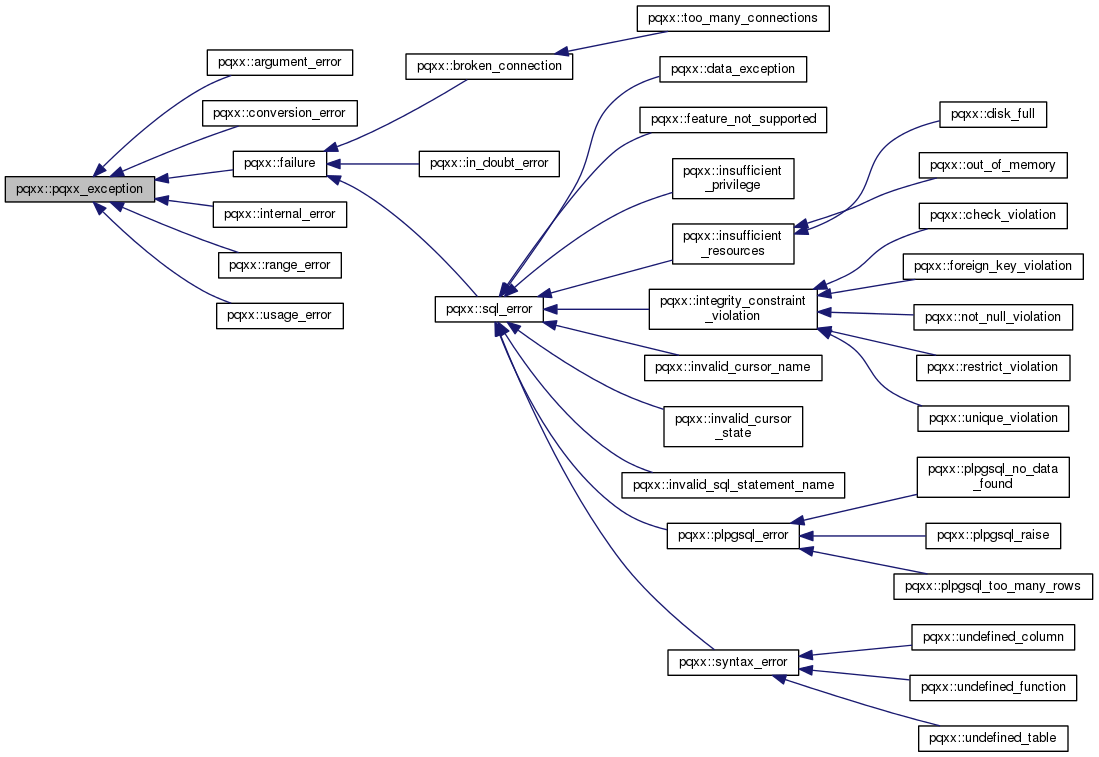 pqxx::pqxx_exception
pqxx::argument_error
pqxx::conversion_error
pqxx::failure
pqxx::internal_error
pqxx::range_error
pqxx::usage_error
pqxx::broken_connection
pqxx::in_doubt_error
pqxx::sql_error
pqxx::too_many_connections
pqxx::data_exception
pqxx::feature_not_supported
pqxx::insufficient
_privilege
pqxx::insufficient
_resources
pqxx::integrity_constraint
_violation
pqxx::invalid_cursor_name
pqxx::invalid_cursor
_state
pqxx::invalid_sql_statement_name
pqxx::plpgsql_error
pqxx::syntax_error
pqxx::disk_full
pqxx::out_of_memory
pqxx::check_violation
pqxx::foreign_key_violation
pqxx::not_null_violation
pqxx::restrict_violation
pqxx::unique_violation
pqxx::plpgsql_no_data
_found
pqxx::plpgsql_raise
pqxx::plpgsql_too_many_rows
pqxx::undefined_column
pqxx::undefined_function
pqxx::undefined_table